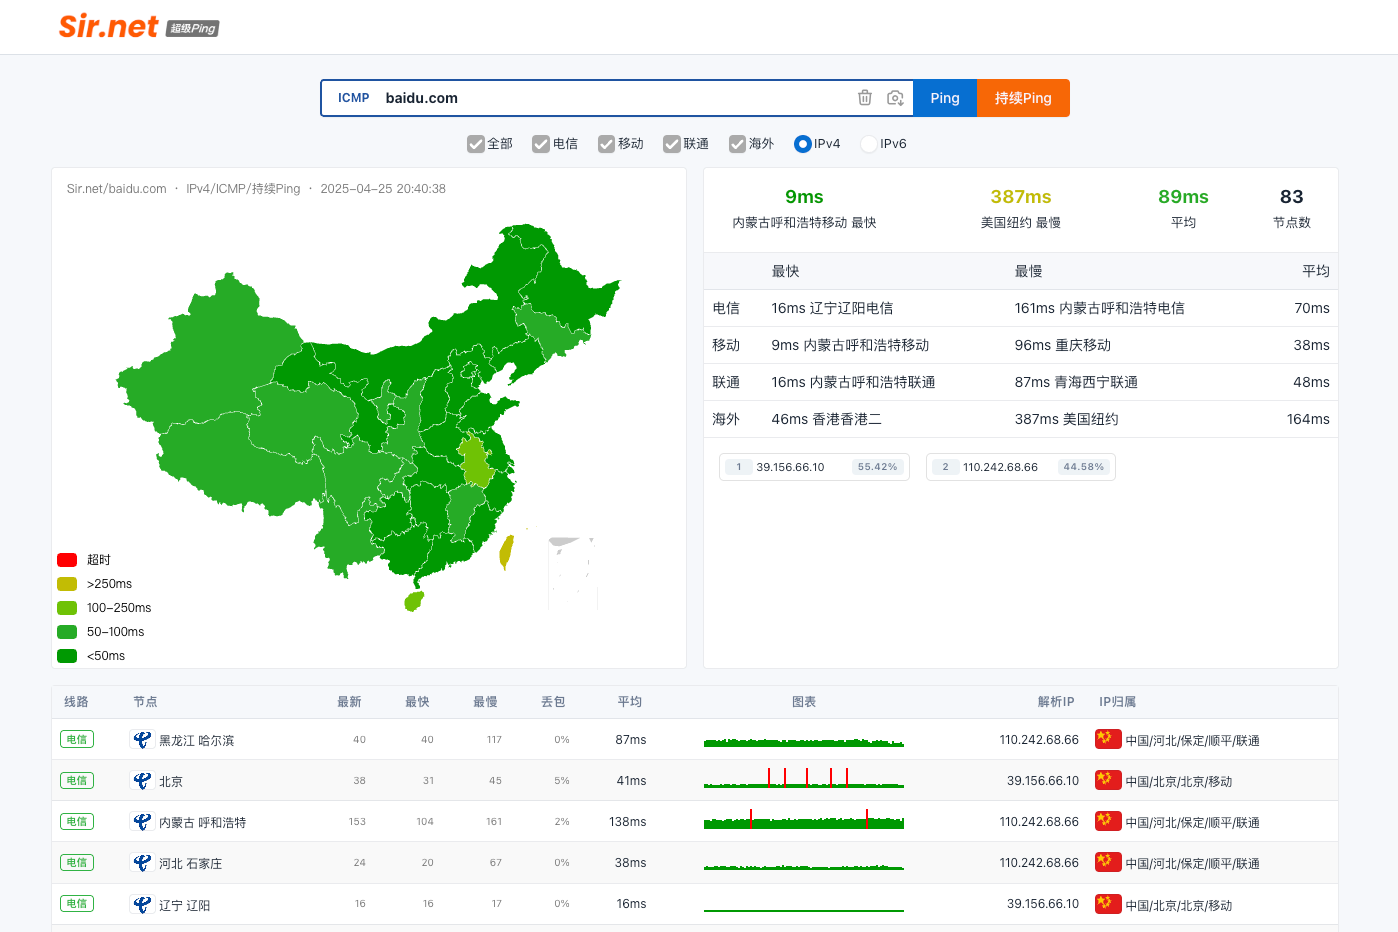 Sir.net 超级Ping
ICMP baidu.com Ping 持续Ping
全部 电信 移动 联通 海外 IPv4 IPv6
Sir.net/baidu.com · IPv4/ICMP/持续Ping · 2025-04-25 20:40:38
超时
>250ms
100-250ms
50-100ms
<50ms
9ms 387ms 89ms 83
内蒙古呼和浩特移动 最快 美国纽约 最慢 平均 节点数
最快 最慢 平均
电信 16ms 辽宁辽阳电信 161ms 内蒙古呼和浩特电信 70ms
移动 9ms 内蒙古呼和浩特移动 96ms 重庆移动 38ms
联通 16ms 内蒙古呼和浩特联通 87ms 青海西宁联通 48ms
海外 46ms 香港香港二 387ms 美国纽约 164ms
1 39.156.66.10 55.42% 2 110.242.68.66 44.58%
线路 节点 最新 最快 最慢 丢包 平均 图表 解析IP IP归属
电信 黑龙江 哈尔滨 40 40 117 0% 87ms 110.242.68.66 中国/河北/保定/顺平/联通
电信 北京 38 31 45 5% 41ms 39.156.66.10 中国/北京/北京/移动
电信 内蒙古 呼和浩特 153 104 161 2% 138ms 110.242.68.66 中国/河北/保定/顺平/联通
电信 河北 石家庄 24 20 67 0% 38ms 110.242.68.66 中国/河北/保定/顺平/联通
电信 辽宁 辽阳 16 16 17 0% 16ms 39.156.66.10 中国/北京/北京/移动